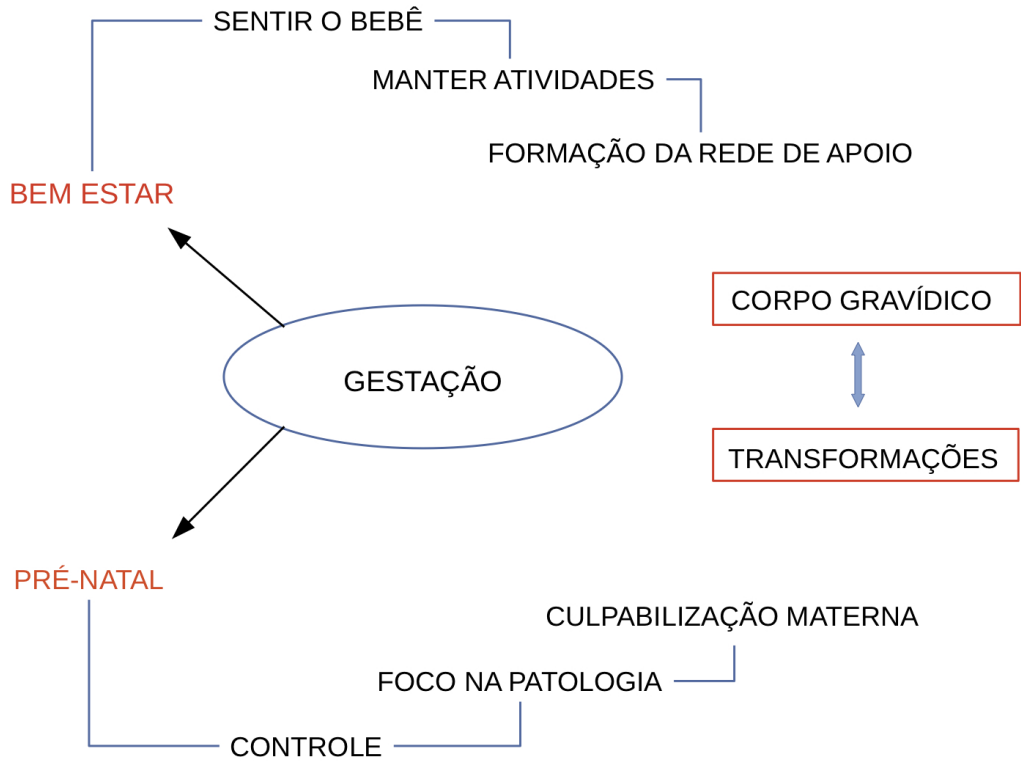 SENTIR O BEBÊ
MANTER ATIVIDADES
FORMAÇÃO DA REDE DE APOIO
BEM ESTAR
CORPO GRAVÍDICO
GESTAÇÃO
TRANSFORMAÇÕES
PRÉ-NATAL
CULPABILIZAÇÃO MATERNA
FOCO NA PATOLOGIA
CONTROLE